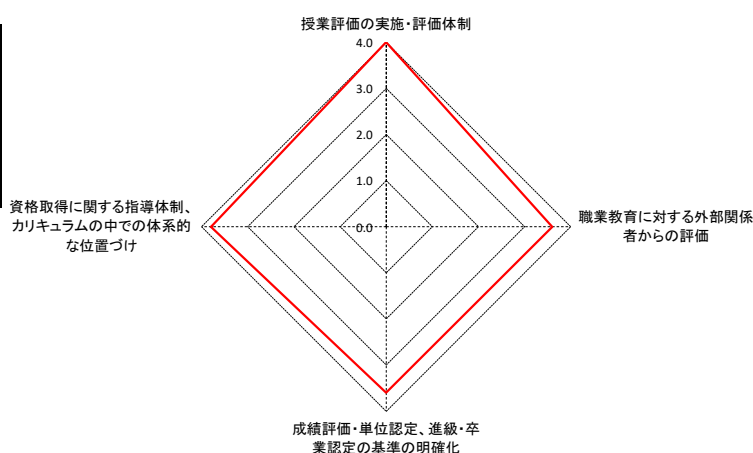 授業評価の実施・評価体制
4.0
3.0
2.0
1.0
0.0
資格取得に関する指導体制、
カリキュラムの中での体系的
な位置づけ
職業教育に対する外部関係
者からの評価
成績評価・単位認定、進級・卒
業認定の基準の明確化